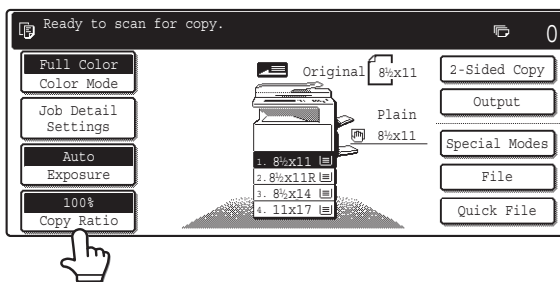 Ready to scan for copy.
0
Full Color
Color Mode
Job Detail
Settings
Auto
Exposure
100%
Copy Ratio
Original
8½x11
Plain
8½x11
1. 8½x11
2. 8½x11R
3. 8½x14
4. 11x17
2-Sided Copy
Output
Special Modes
File
Quick File